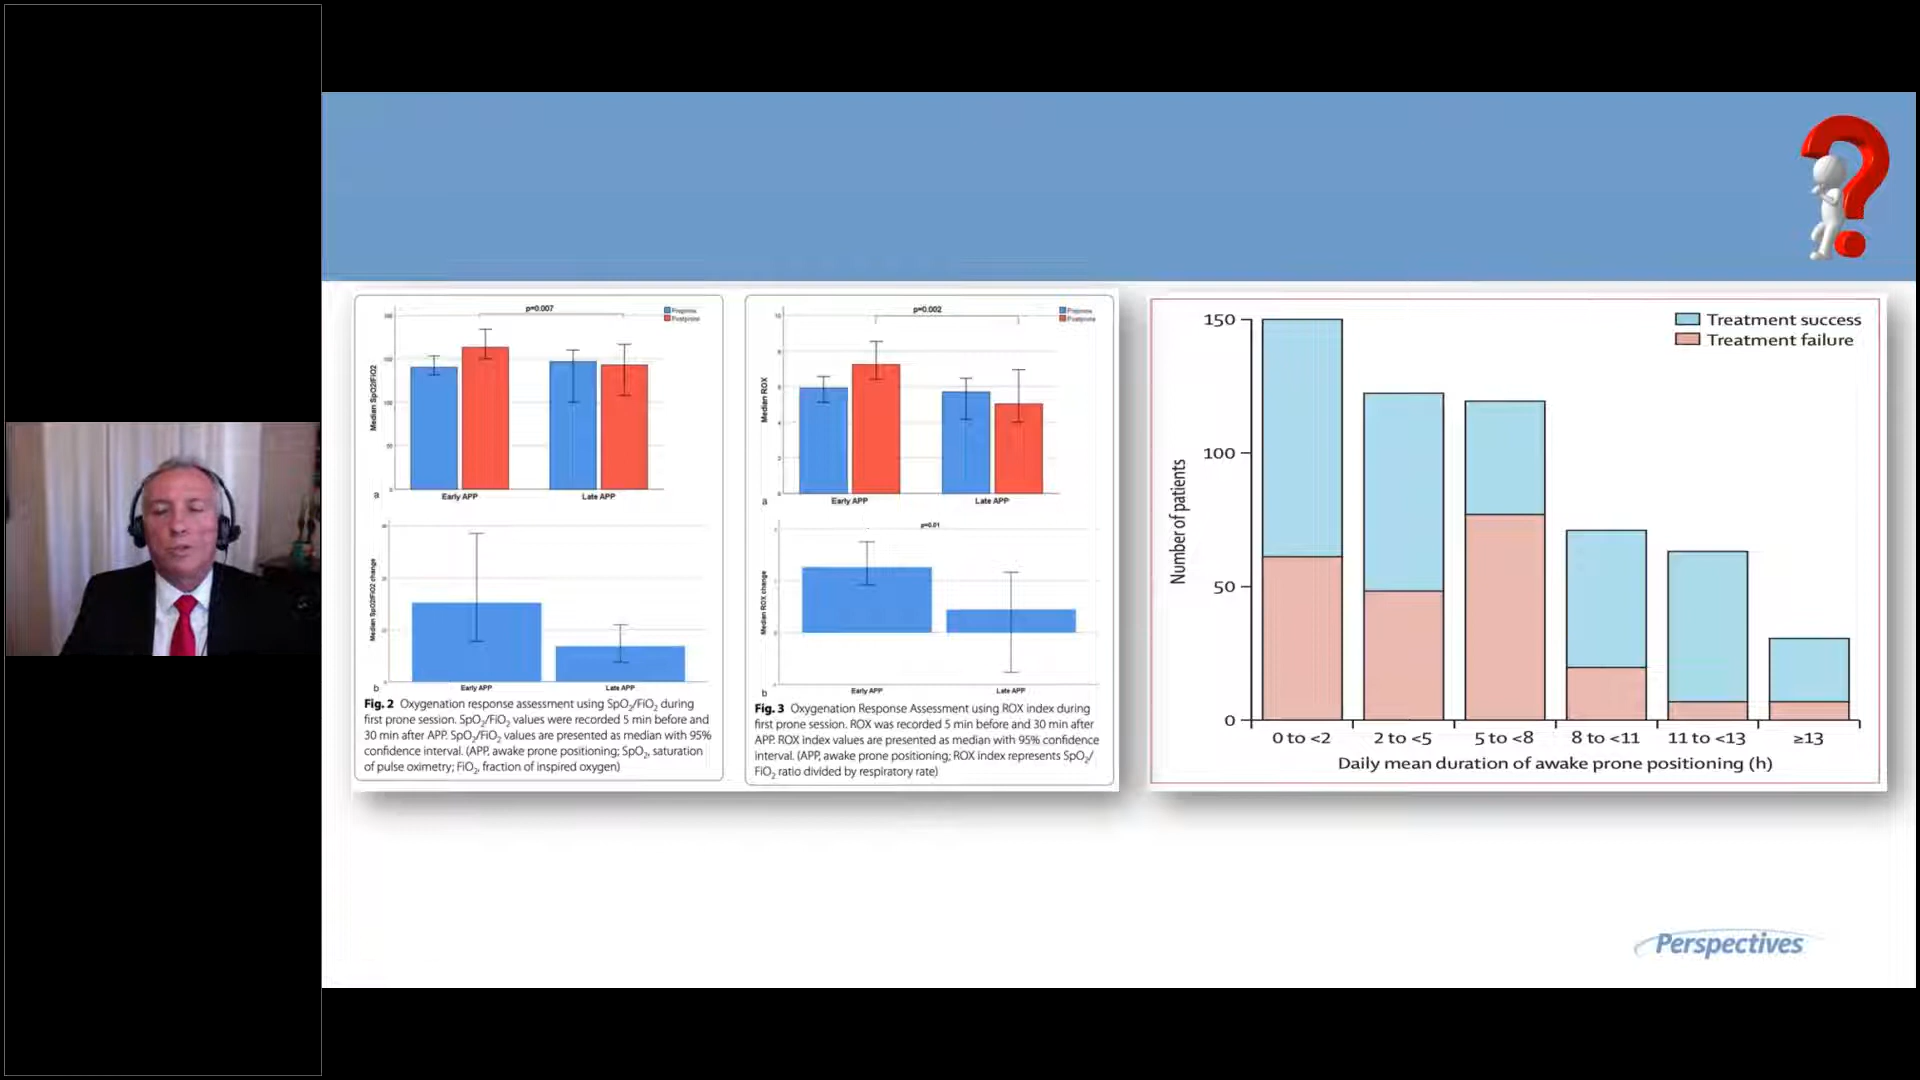 p=0.007
Preprone
Postprone
Median SpO2/FiO2
a
Early APP
Late APP
Median SpO2/FiO2 change
b
Early APP
Late APP
Fig. 2 Oxygenation response assessment using SpO₂/FiO₂ during
first prone session. SpO₂/FiO₂ values were recorded 5 min before and
30 min after APP. SpO₂/FiO₂ values are presented as median with 95%
confidence interval. (APP, awake prone positioning; SpO₂, saturation
of pulse oximetry; FiO₂, fraction of inspired oxygen)
p=0.002
Preprone
Postprone
Median ROX
a
Early APP
Late APP
p=0.01
Median ROX change
b
Early APP
Late APP
Fig. 3 Oxygenation Response Assessment using ROX index during
first prone session. ROX was recorded 5 min before and 30 min after
APP. ROX index values are presented as median with 95% confidence
interval. (APP, awake prone positioning; ROX index represents SpO₂/
FiO₂ ratio divided by respiratory rate)
Treatment success
Treatment failure
Number of patients
150
100
50
0
0 to <2
2 to <5
5 to <8
8 to <11
11 to <13
≥13
Daily mean duration of awake prone positioning (h)
Perspectives